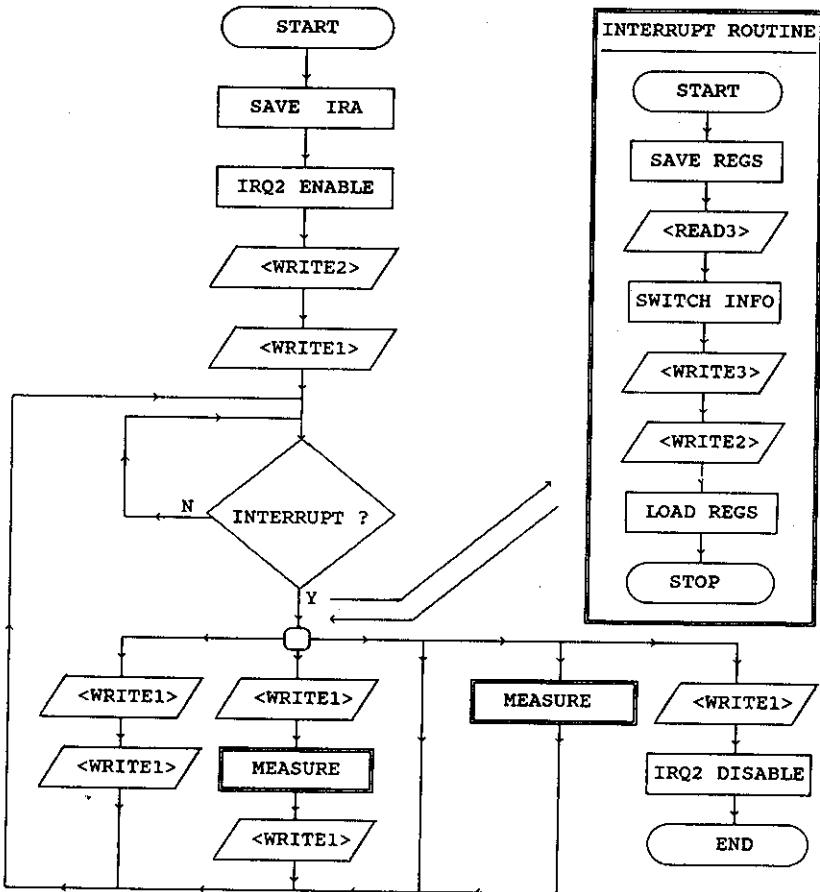 START
SAVE IRA
IRQ2 ENABLE
<WRITE2>
<WRITE1>
INTERRUPT ?
N
Y
<WRITE1>
<WRITE1>
<WRITE1>
MEASURE
<WRITE1>
MEASURE
<WRITE1>
IRQ2 DISABLE
END
INTERRUPT ROUTINE
START
SAVE REGS
<READ3>
SWITCH INFO
<WRITE3>
<WRITE2>
LOAD REGS
STOP